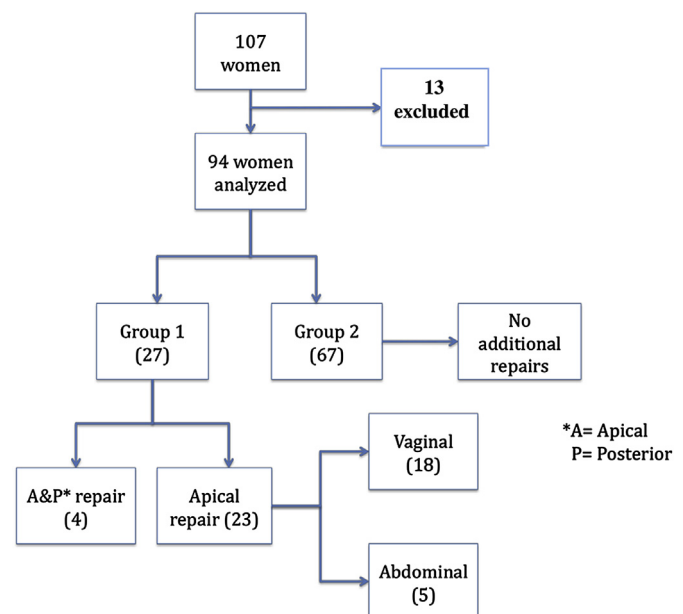 107
women
13
excluded
94 women
analyzed
Group 1
(27)
Group 2
(67)
No
additional
repairs
A&P* repair
(4)
Apical
repair (23)
Vaginal
(18)
Abdominal
(5)
*A= Apical
P= Posterior